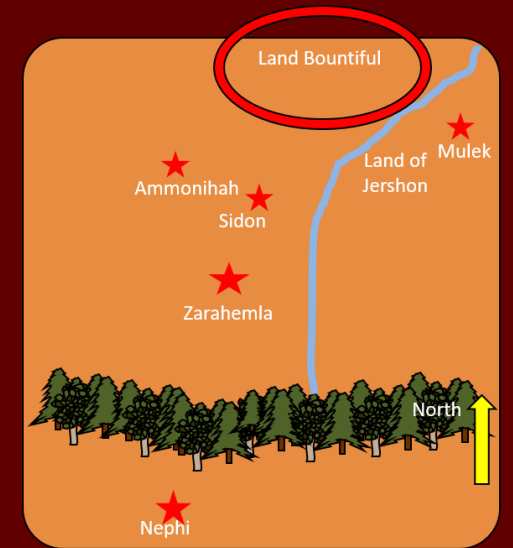 Land Bountiful
Mulek
Land of
Jershon
Ammonihah
Sidon
Zarahemla
North
Nephi